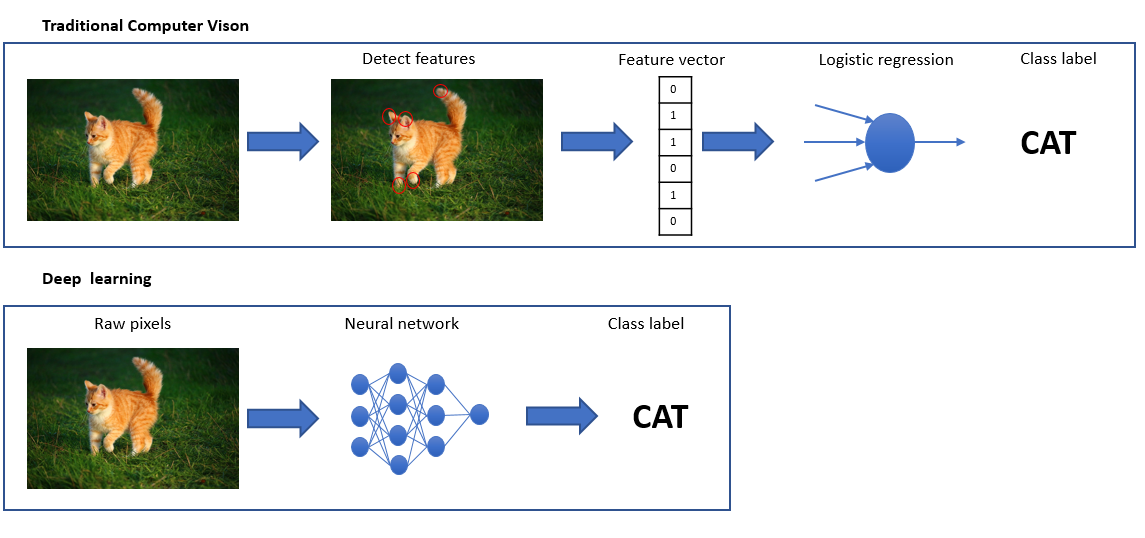 Traditional Computer Vison
Detect features
Feature vector
Logistic regression
Class label
0
1
1
0
1
0
CAT
Deep learning
Raw pixels
Neural network
Class label
CAT